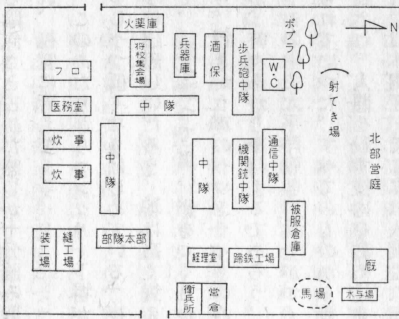 火薬庫
将校集会場
兵器庫
酒保
歩兵砲中隊
ポプラ
W・C
N
射てき場
北部営庭
フロ
医務室
中隊
炊事
炊事
中隊
中隊
機関銃中隊
通信中隊
被服倉庫
装工場
縫工場
部隊本部
経理室
蹄鉄工場
厩
衛兵所
営倉
馬場
水与場